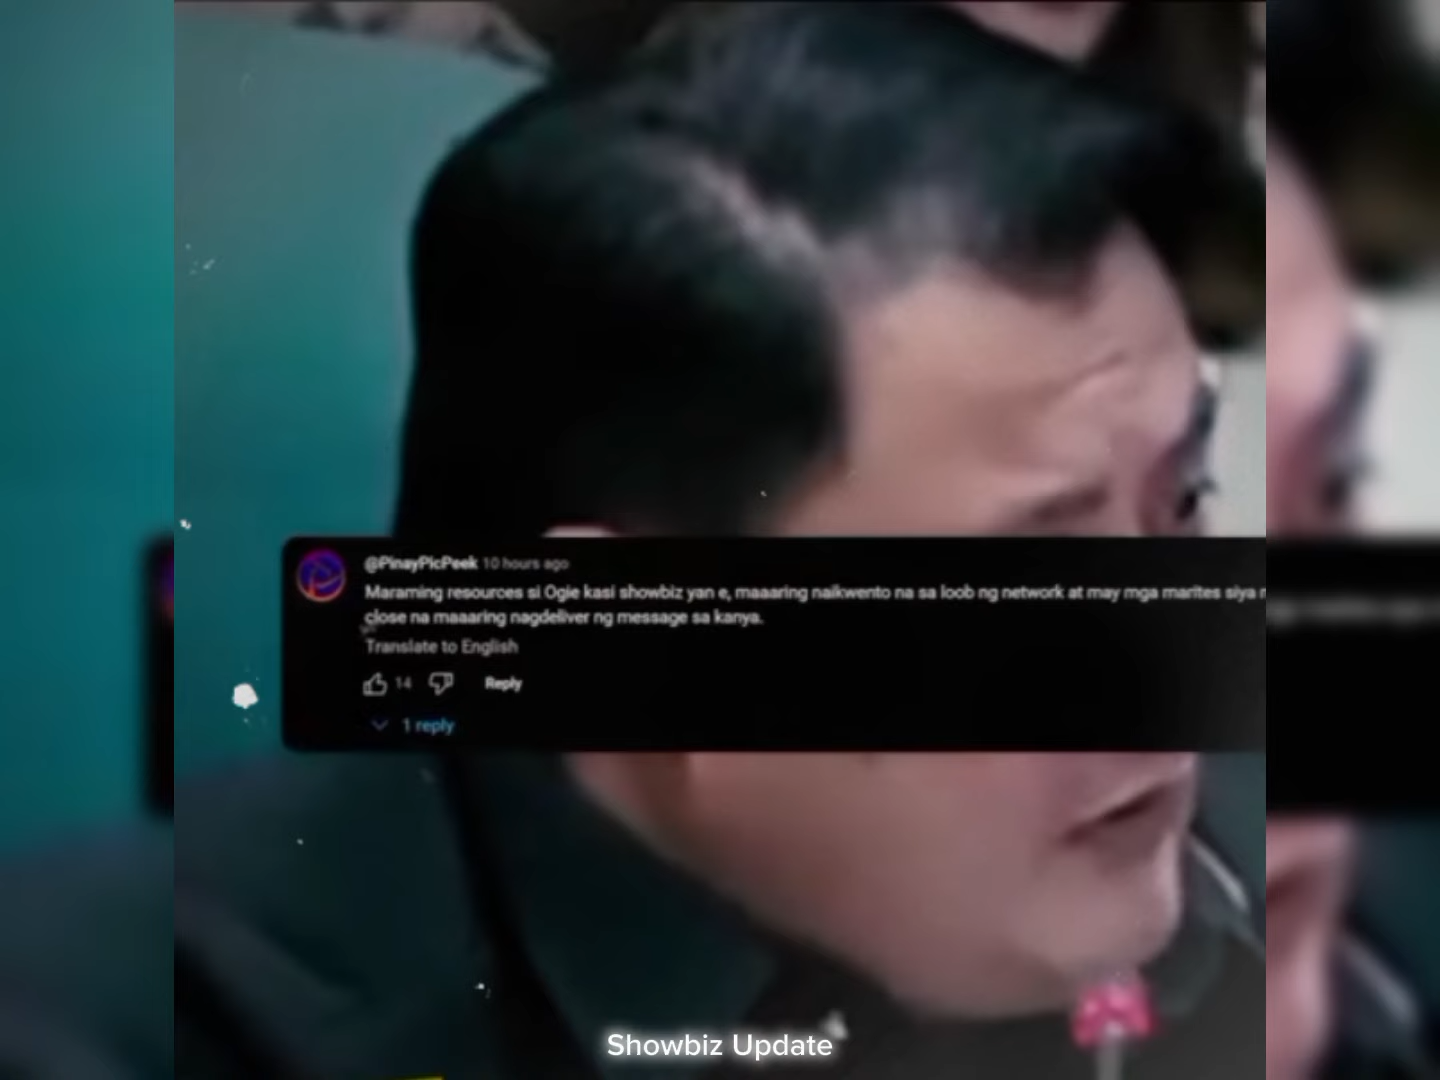 @PinayPicPeek 10 hours ago
Maraming resources si Ogie kasi showbiz yan e, maaaring naikwento na sa loob ng network at may mga marites siya
close na maaaring nagdeliver ng message sa kanya.
Translate to English
14 Reply
1 reply
Showbiz Update